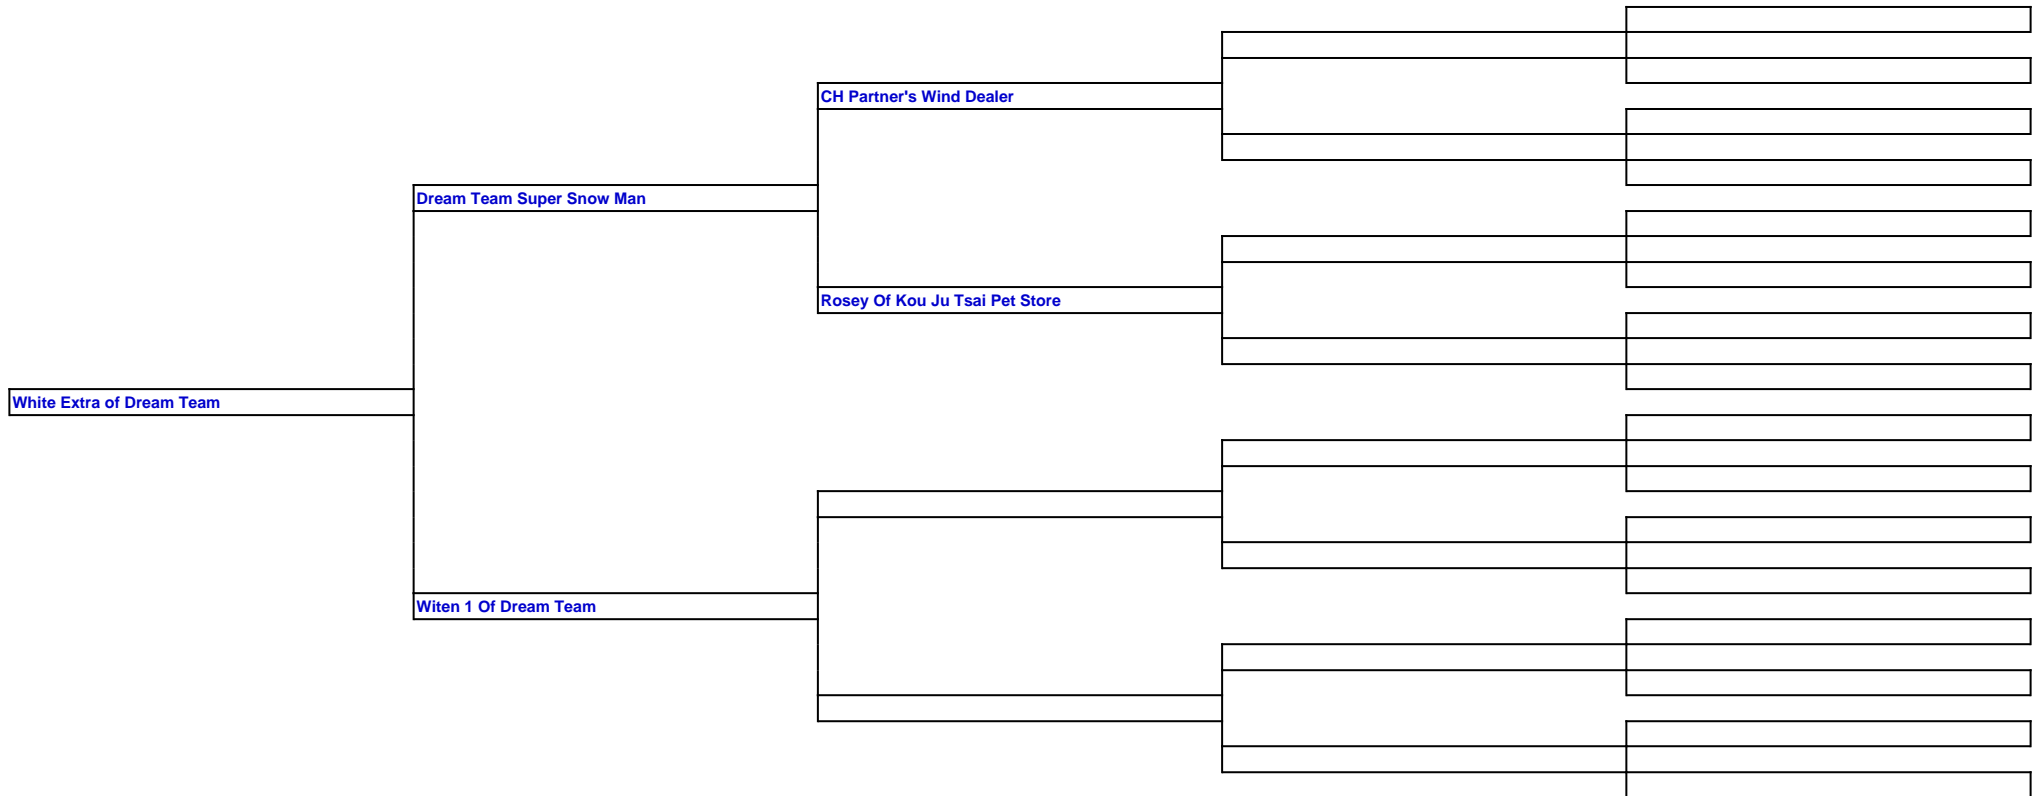 CH Partner's Wind Dealer
Dream Team Super Snow Man
Rosey Of Kou Ju Tsai Pet Store
White Extra of Dream Team
Witen 1 Of Dream Team